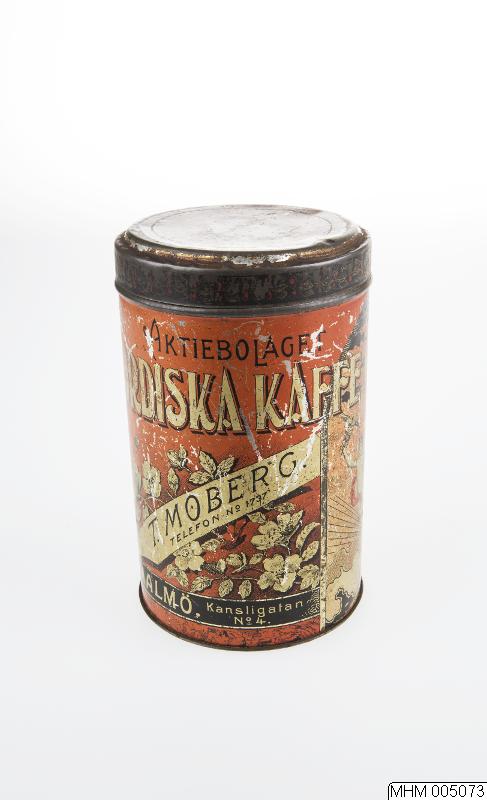 AKTIEBOLAGET
RDISKA KAFFE
T. MOBERG.
TELEFON No 1797
ALMÖ, Kansligatan
No 4.
MHM 005073